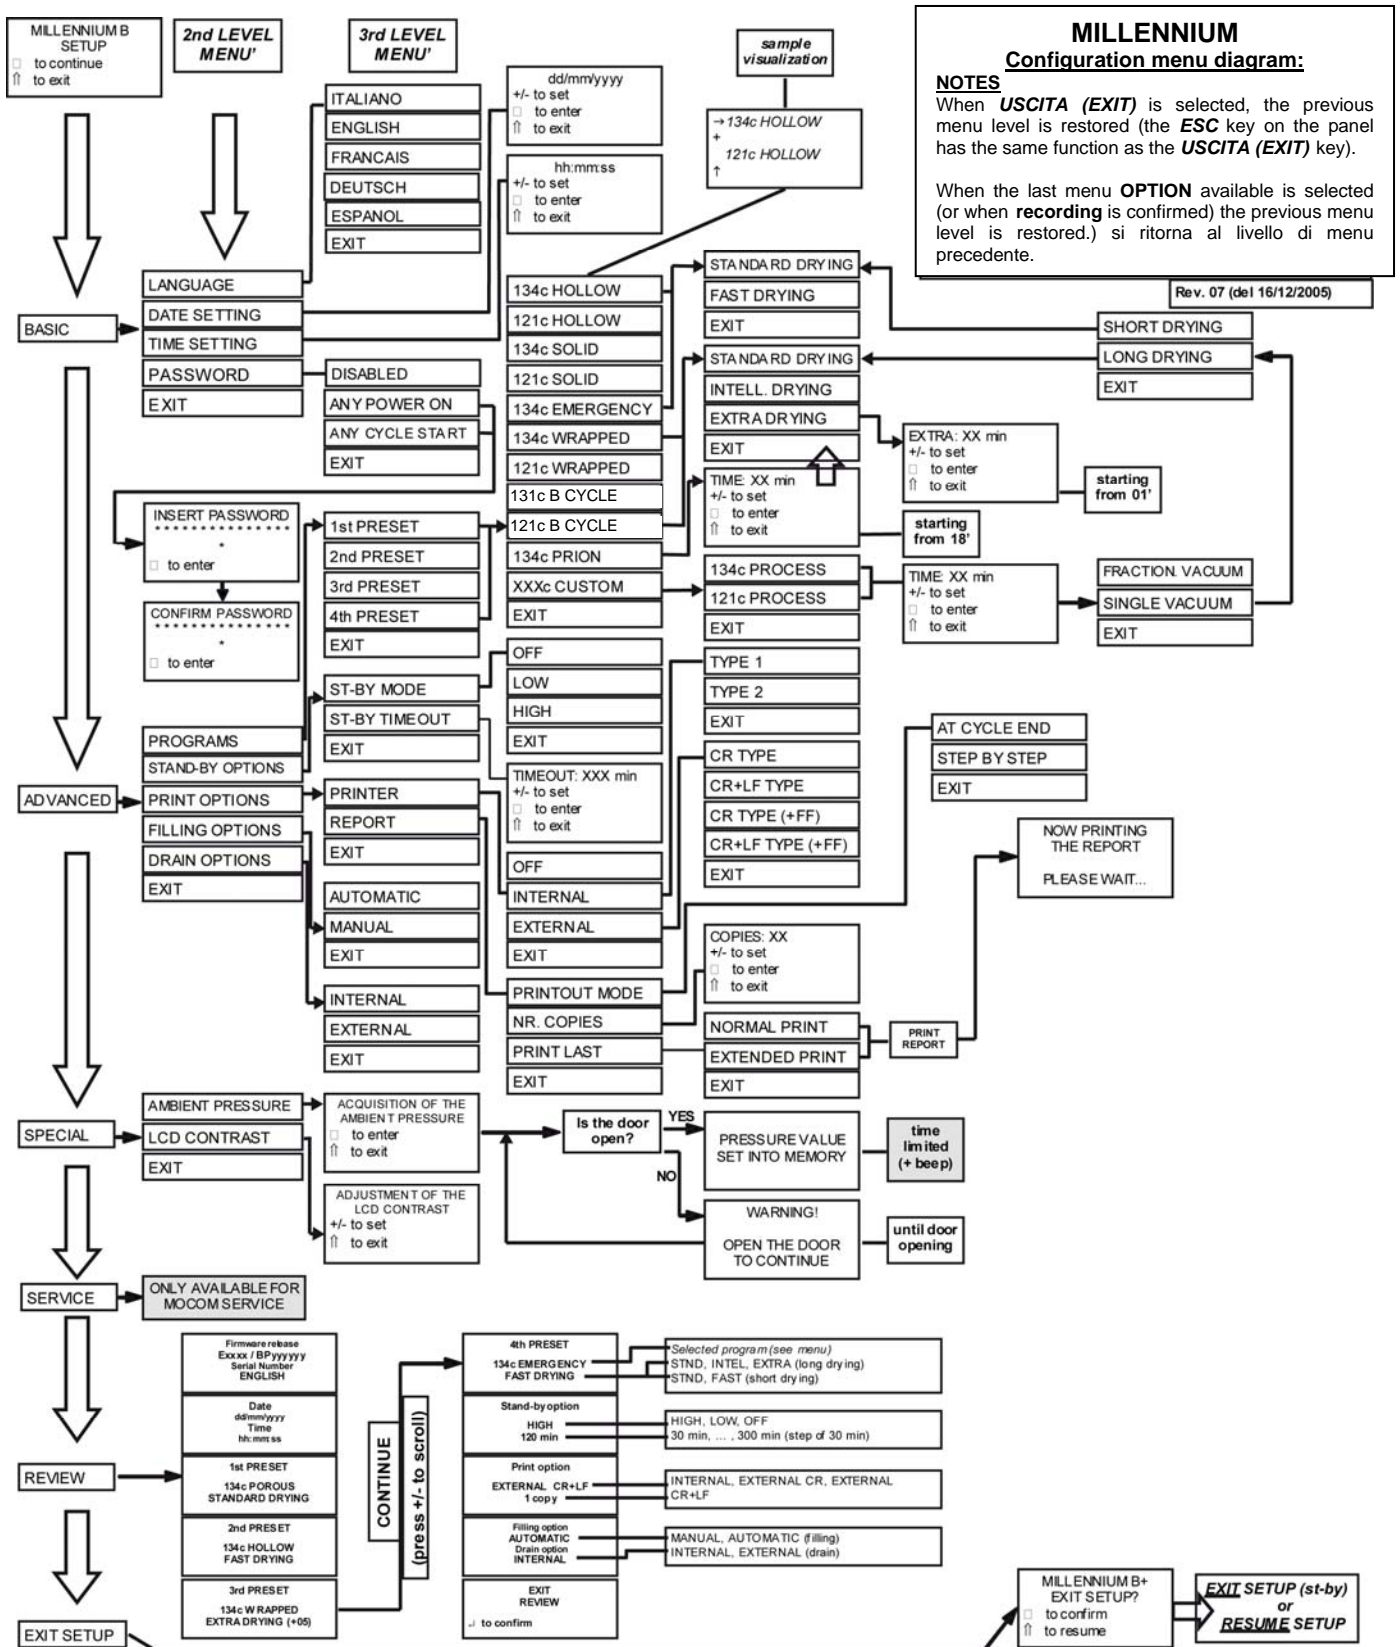 MILLENNIUM B
SETUP
□ to continue
⇑ to exit
2nd LEVEL
MENU'
3rd LEVEL
MENU'
sample
visualization
MILLENNIUM
Configuration menu diagram:
NOTES
When USCITA (EXIT) is selected, the previous
menu level is restored (the ESC key on the panel
has the same function as the USCITA (EXIT) key).
When the last menu OPTION available is selected
(or when recording is confirmed) the previous menu
level is restored.) si ritorna al livello di menu
precedente.
Rev. 07 (del 16/12/2005)
ITALIANO
ENGLISH
FRANCAIS
DEUTSCH
ESPANOL
EXIT
dd/mm/yyyy
+/- to set
□ to enter
⇑ to exit
hh:mm:ss
+/- to set
□ to enter
⇑ to exit
→134c HOLLOW
+
121c HOLLOW
↑
BASIC
LANGUAGE
DATE SETTING
TIME SETTING
PASSWORD
EXIT
DISABLED
ANY POWER ON
ANY CYCLE START
EXIT
INSERT PASSWORD
* * * * * * * * * * * * * * *
*
□ to enter
CONFIRM PASSWORD
* * * * * * * * * * * * * * *
*
□ to enter
1st PRESET
2nd PRESET
3rd PRESET
4th PRESET
EXIT
134c HOLLOW
121c HOLLOW
134c SOLID
121c SOLID
134c EMERGENCY
134c WRAPPED
121c WRAPPED
131c B CYCLE
121c B CYCLE
134c PRION
XXXc CUSTOM
EXIT
STANDARD DRYING
FAST DRYING
EXIT
STANDARD DRYING
INTELL. DRYING
EXTRA DRYING
EXIT
TIME: XX min
+/- to set
□ to enter
⇑ to exit
starting
from 18'
134c PROCESS
121c PROCESS
EXIT
SHORT DRYING
LONG DRYING
EXIT
EXTRA: XX min
+/- to set
□ to enter
⇑ to exit
starting
from 01'
TIME: XX min
+/- to set
□ to enter
⇑ to exit
FRACTION. VACUUM
SINGLE VACUUM
EXIT
ADVANCED
PROGRAMS
STAND-BY OPTIONS
PRINT OPTIONS
FILLING OPTIONS
DRAIN OPTIONS
EXIT
ST-BY MODE
ST-BY TIMEOUT
EXIT
PRINTER
REPORT
EXIT
AUTOMATIC
MANUAL
EXIT
INTERNAL
EXTERNAL
EXIT
OFF
LOW
HIGH
EXIT
TIMEOUT: XXX min
+/- to set
□ to enter
⇑ to exit
OFF
INTERNAL
EXTERNAL
EXIT
PRINTOUT MODE
NR. COPIES
PRINT LAST
EXIT
TYPE 1
TYPE 2
EXIT
CR TYPE
CR+LF TYPE
CR TYPE (+FF)
CR+LF TYPE (+FF)
EXIT
COPIES: XX
+/- to set
□ to enter
⇑ to exit
NORMAL PRINT
EXTENDED PRINT
EXIT
AT CYCLE END
STEP BY STEP
EXIT
PRINT
REPORT
NOW PRINTING
THE REPORT
PLEASE WAIT...
SPECIAL
AMBIENT PRESSURE
LCD CONTRAST
EXIT
ACQUISITION OF THE
AMBIENT PRESSURE
□ to enter
⇑ to exit
ADJUSTMENT OF THE
LCD CONTRAST
+/- to set
⇑ to exit
Is the door
open?
YES
NO
PRESSURE VALUE
SET INTO MEMORY
time
limited
(+ beep)
WARNING!
OPEN THE DOOR
TO CONTINUE
until door
opening
SERVICE
ONLY AVAILABLE FOR
MOCOM SERVICE
REVIEW
Firmware release
Exxxx / BPyyyyyy
Serial Number
ENGLISH
Date
dd/mm/yyyy
Time
hh:mm:ss
1st PRESET
134c POROUS
STANDARD DRYING
2nd PRESET
134c HOLLOW
FAST DRYING
3rd PRESET
134c WRAPPED
EXTRA DRYING (+05)
CONTINUE
(press +/- to scroll)
4th PRESET
134c EMERGENCY
FAST DRYING
Selected program (see menu)
STND, INTEL, EXTRA (long drying)
STND, FAST (short drying)
Stand-by option
HIGH
120 min
HIGH, LOW, OFF
30 min, ... , 300 min (step of 30 min)
Print option
EXTERNAL CR+LF
1 copy
INTERNAL, EXTERNAL CR, EXTERNAL
CR+LF
Filling option
AUTOMATIC
Drain option
INTERNAL
MANUAL, AUTOMATIC (filling)
INTERNAL, EXTERNAL (drain)
EXIT
REVIEW
↵ to confirm
EXIT SETUP
MILLENNIUM B+
EXIT SETUP?
□ to confirm
⇑ to resume
EXIT SETUP (st-by)
or
RESUME SETUP